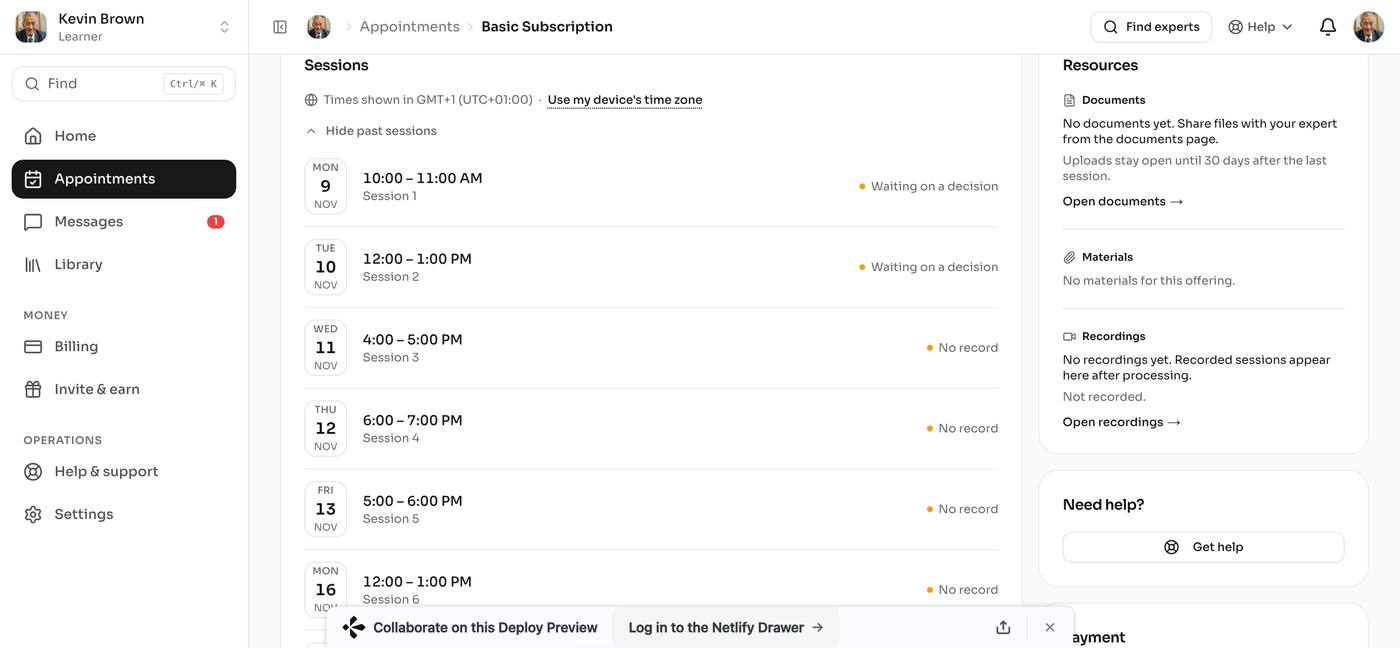 Kevin Brown
Learner
Find
Ctrl/⌘ K
Home
Appointments
Messages
1
Library
MONEY
Billing
Invite & earn
OPERATIONS
Help & support
Settings
Appointments
Basic Subscription
Find experts
Help
Sessions
Times shown in GMT+1 (UTC+01:00) · Use my device's time zone
Hide past sessions
MON
9
NOV
10:00 – 11:00 AM
Session 1
Waiting on a decision
TUE
10
NOV
12:00 – 1:00 PM
Session 2
Waiting on a decision
WED
11
NOV
4:00 – 5:00 PM
Session 3
No record
THU
12
NOV
6:00 – 7:00 PM
Session 4
No record
FRI
13
NOV
5:00 – 6:00 PM
Session 5
No record
MON
16
NOV
12:00 – 1:00 PM
Session 6
No record
Resources
Documents
No documents yet. Share files with your expert
from the documents page.
Uploads stay open until 30 days after the last
session.
Open documents →
Materials
No materials for this offering.
Recordings
No recordings yet. Recorded sessions appear
here after processing.
Not recorded.
Open recordings →
Need help?
Get help
ayment
Collaborate on this Deploy Preview
Log in to the Netlify Drawer →